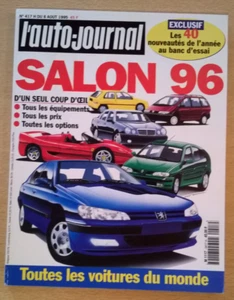 l'auto-journal
EXCLUSIF
Les 40
nouveautés de l'année
au banc d'essai
SALON 96
D'UN SEUL COUP D'ŒIL
• Tous les équipements
• Tous les prix
• Toutes les options
Toutes les voitures du monde